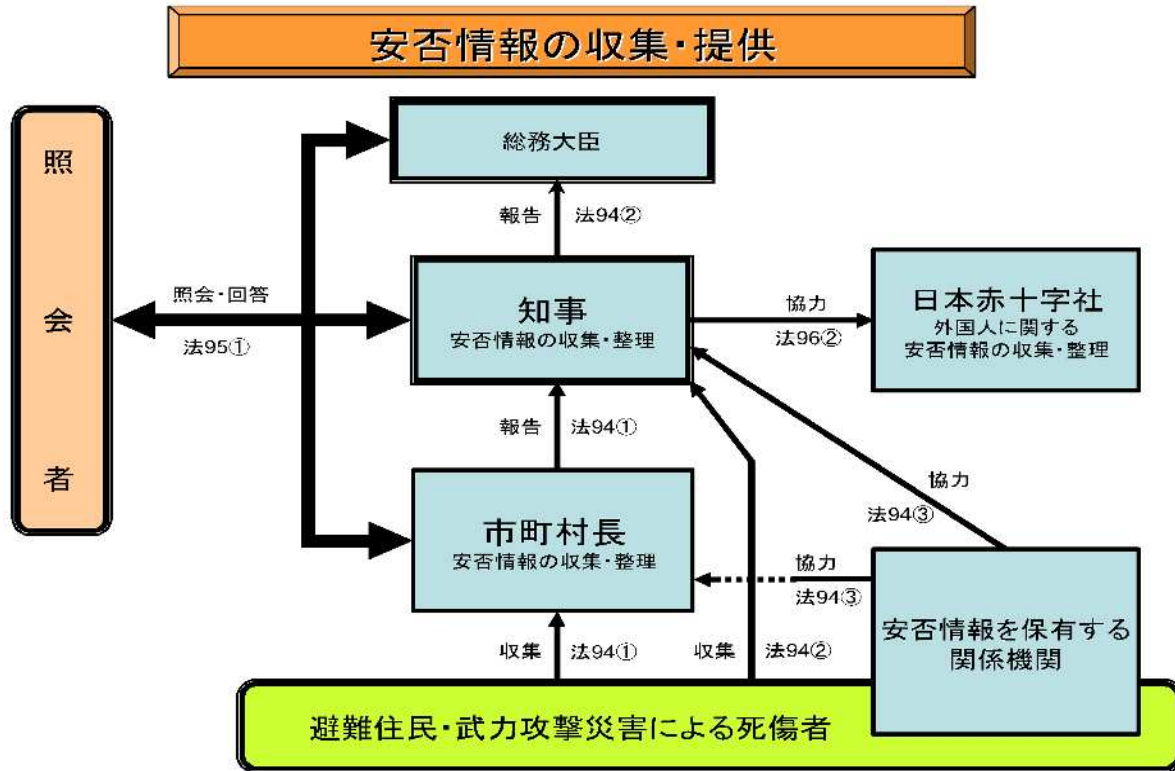 安否情報の収集・提供
照会者
総務大臣
報告 法94②
照会・回答
法95①
知事
安否情報の収集・整理
協力
法96②
日本赤十字社
外国人に関する
安否情報の収集・整理
報告 法94①
協力
法94③
市町村長
安否情報の収集・整理
協力
法94③
安否情報を保有する
関係機関
収集 法94①
収集 法94②
避難住民・武力攻撃災害による死傷者